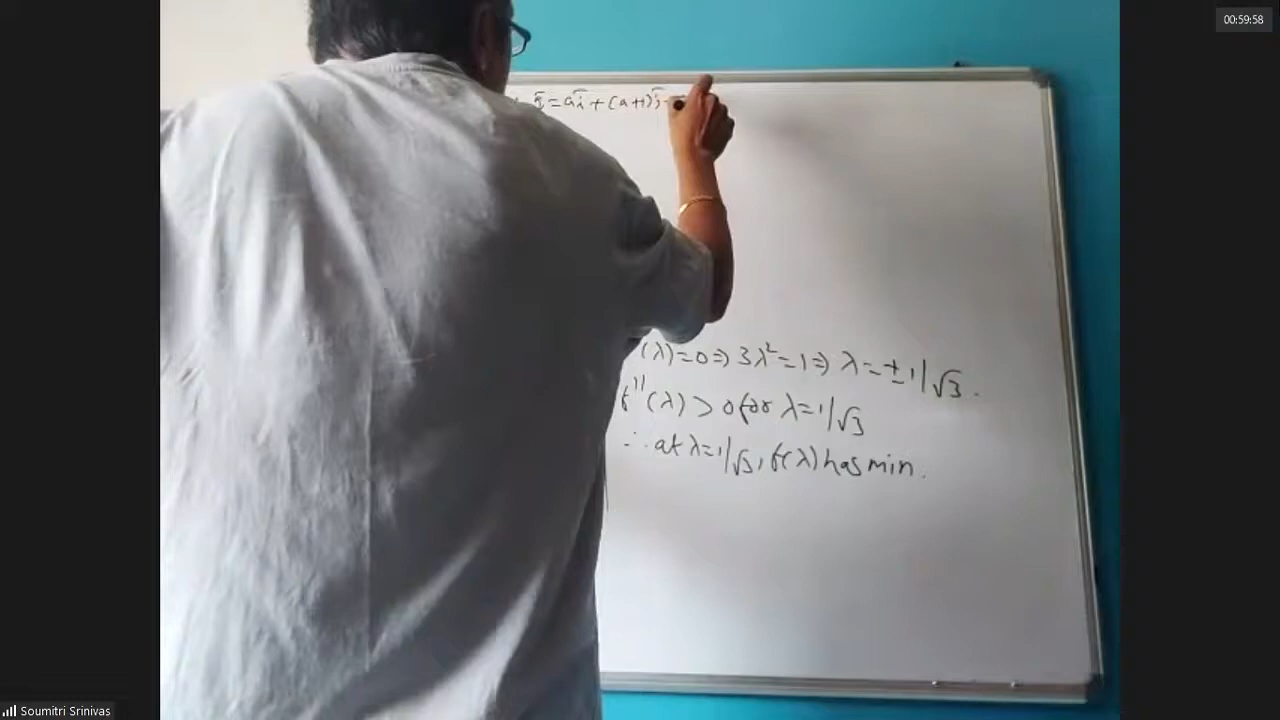 00:59:58
q̄ = aī + (a+1)j̄
(λ)=0 ⇒ 3λ²=1 ⇒ λ=±1/√3.
f''(λ) > 0 for λ=1/√3
∴ at λ=1/√3, f(λ) has min.
Soumitri Srinivas